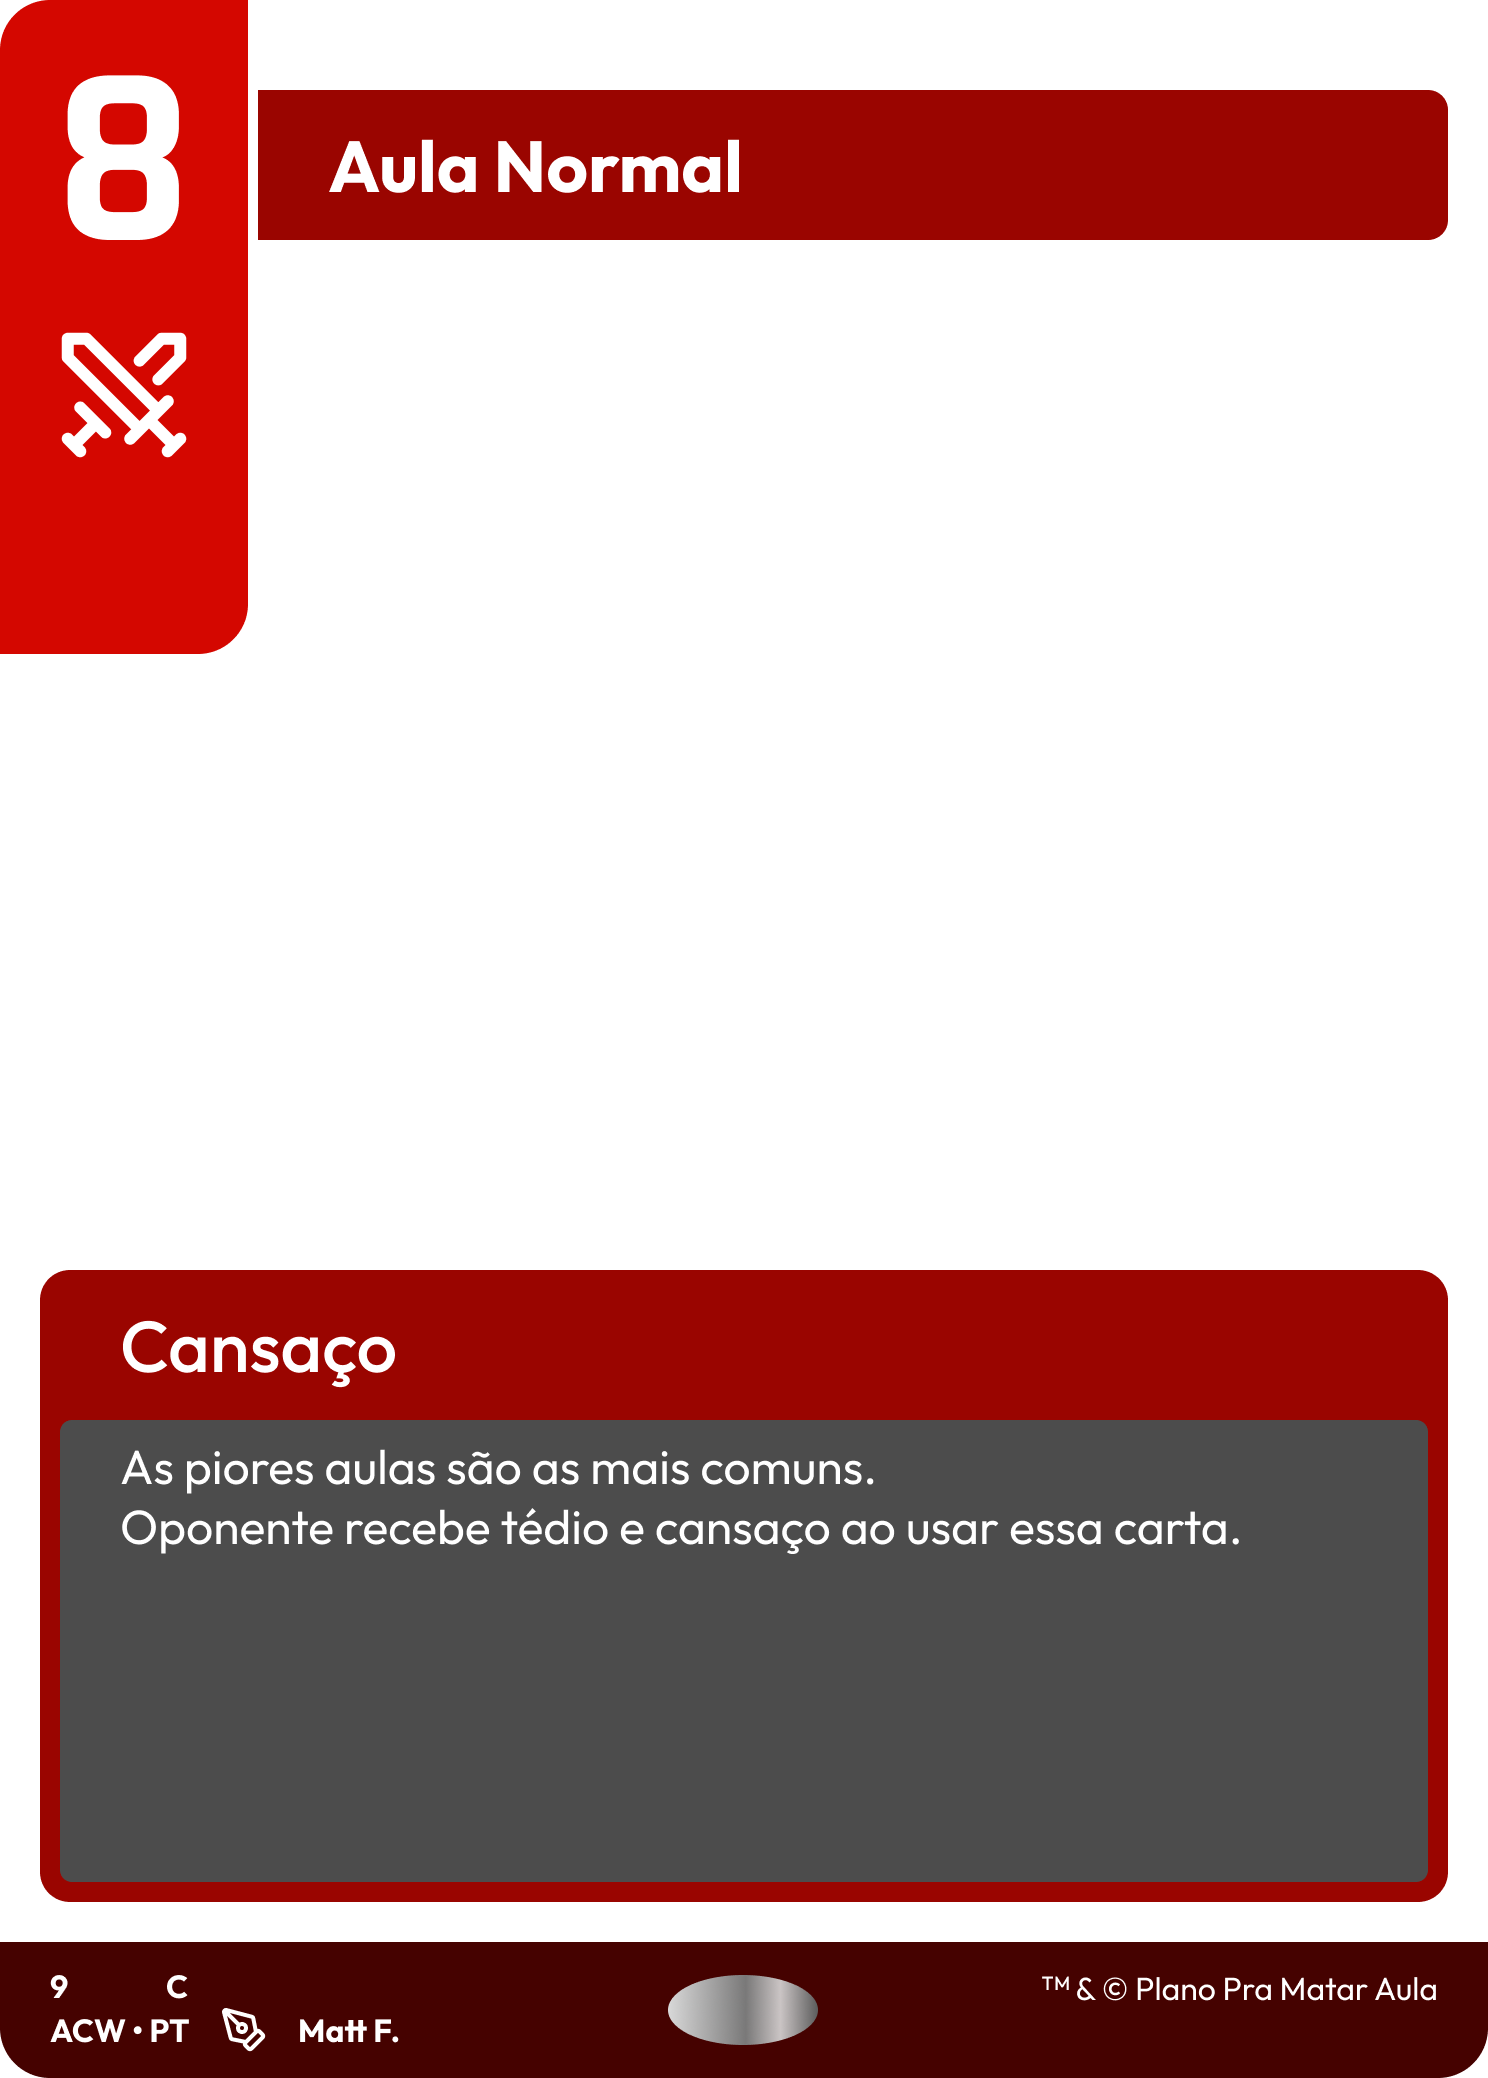 8
Aula Normal
Cansaço
As piores aulas são as mais comuns.
Oponente recebe tédio e cansaço ao usar essa carta.
9 C
ACW • PT Matt F.
™ & © Plano Pra Matar Aula